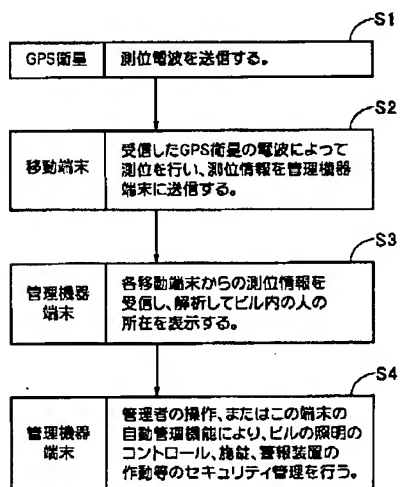 S1
GPS衛星
測位電波を送信する。
S2
移動端末
受信したGPS衛星の電波によって
測位を行い、測位情報を管理機器
端末に送信する。
S3
管理機器
端末
各移動端末からの測位情報を
受信し、解析してビル内の人の
所在を表示する。
S4
管理機器
端末
管理者の操作、またはこの端末の
自動管理機能により、ビルの照明の
コントロール、施錠、警報装置の
作動等のセキュリティ管理を行う。